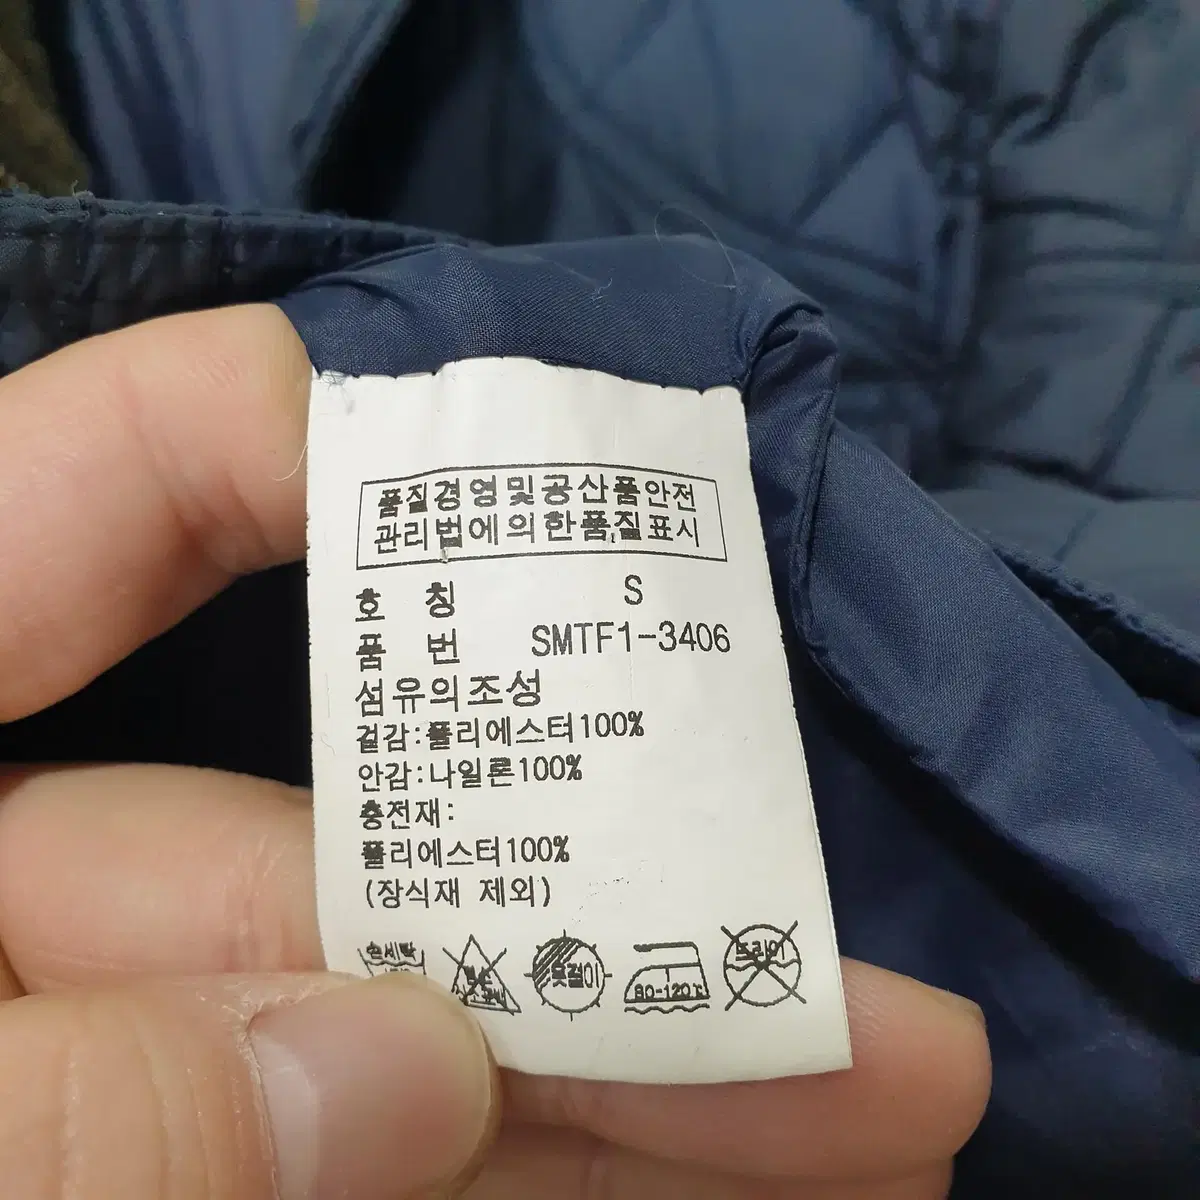 품질경영및공산품안전
관리법에의한품질표시
호 칭 S
품 번 SMTF1-3406
섬유의조성
겉감:폴리에스터100%
안감:나일론100%
충전재:
폴리에스터100%
(장식재 제외)
손세탁
옷걸이
80-120℃
드라이